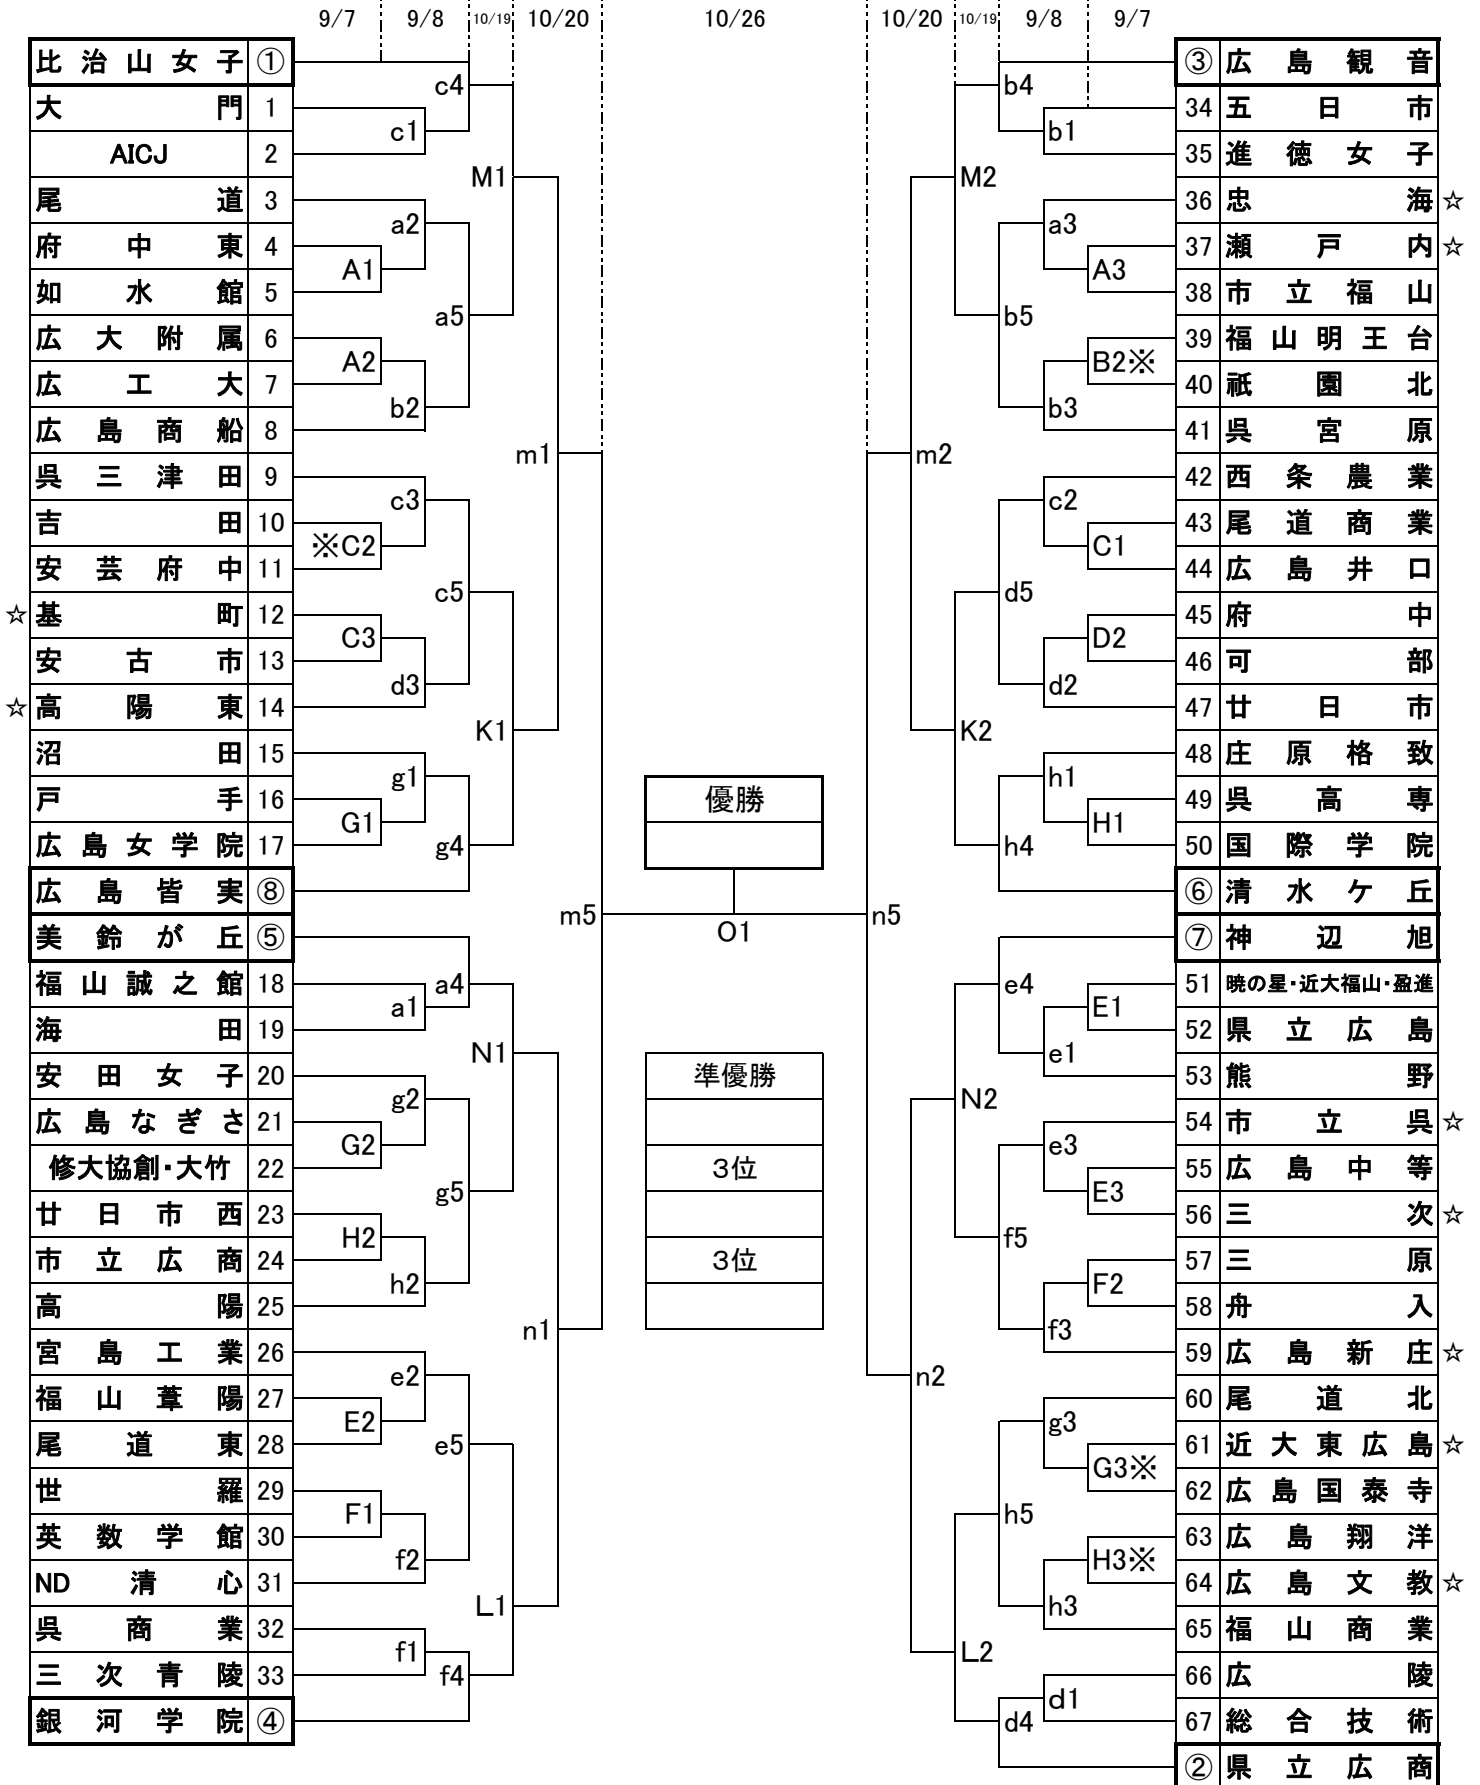 9/7 9/8 10/19 10/20 10/26 10/20 10/19 9/8 9/7
比治山女子 ①
大門 1
AICJ 2
尾道 3
府中東 4
如水館 5
広大附属 6
広工大 7
広島商船 8
呉三津田 9
吉田 10
安芸府中 11
☆ 基町 12
安古市 13
☆ 高陽東 14
沼田 15
戸手 16
広島女学院 17
広島皆実 ⑧
美鈴が丘 ⑤
福山誠之館 18
海田 19
安田女子 20
広島なぎさ 21
修大協創・大竹 22
廿日市西 23
市立広商 24
高陽 25
宮島工業 26
福山葦陽 27
尾道東 28
世羅 29
英数学館 30
ND清心 31
呉商業 32
三次青陵 33
銀河学院 ④
c4
c1
M1
a2
A1
a5
A2
b2
m1
c3
※C2
c5
C3
d3
K1
g1
G1
g4
m5
a4
a1
N1
g2
G2
g5
H2
h2
n1
e2
E2
e5
F1
f2
L1
f1
f4
優勝
O1
準優勝
3位
3位
b4
b1
M2
a3
A3
b5
B2※
b3
m2
c2
C1
d5
D2
d2
K2
h1
H1
h4
n5
e4
E1
e1
N2
e3
E3
f5
F2
f3
n2
g3
G3※
h5
H3※
h3
L2
d1
d4
③ 広島観音
34 五日市
35 進徳女子
36 忠海 ☆
37 瀬戸内 ☆
38 市立福山
39 福山明王台
40 祇園北
41 呉宮原
42 西条農業
43 尾道商業
44 広島井口
45 府中
46 可部
47 廿日市
48 庄原格致
49 呉高専
50 国際学院
⑥ 清水ケ丘
⑦ 神辺旭
51 暁の星・近大福山・盈進
52 県立広島
53 熊野
54 市立呉 ☆
55 広島中等
56 三次 ☆
57 三原
58 舟入
59 広島新庄 ☆
60 尾道北
61 近大東広島 ☆
62 広島国泰寺
63 広島翔洋
64 広島文教 ☆
65 福山商業
66 広陵
67 総合技術
② 県立広商